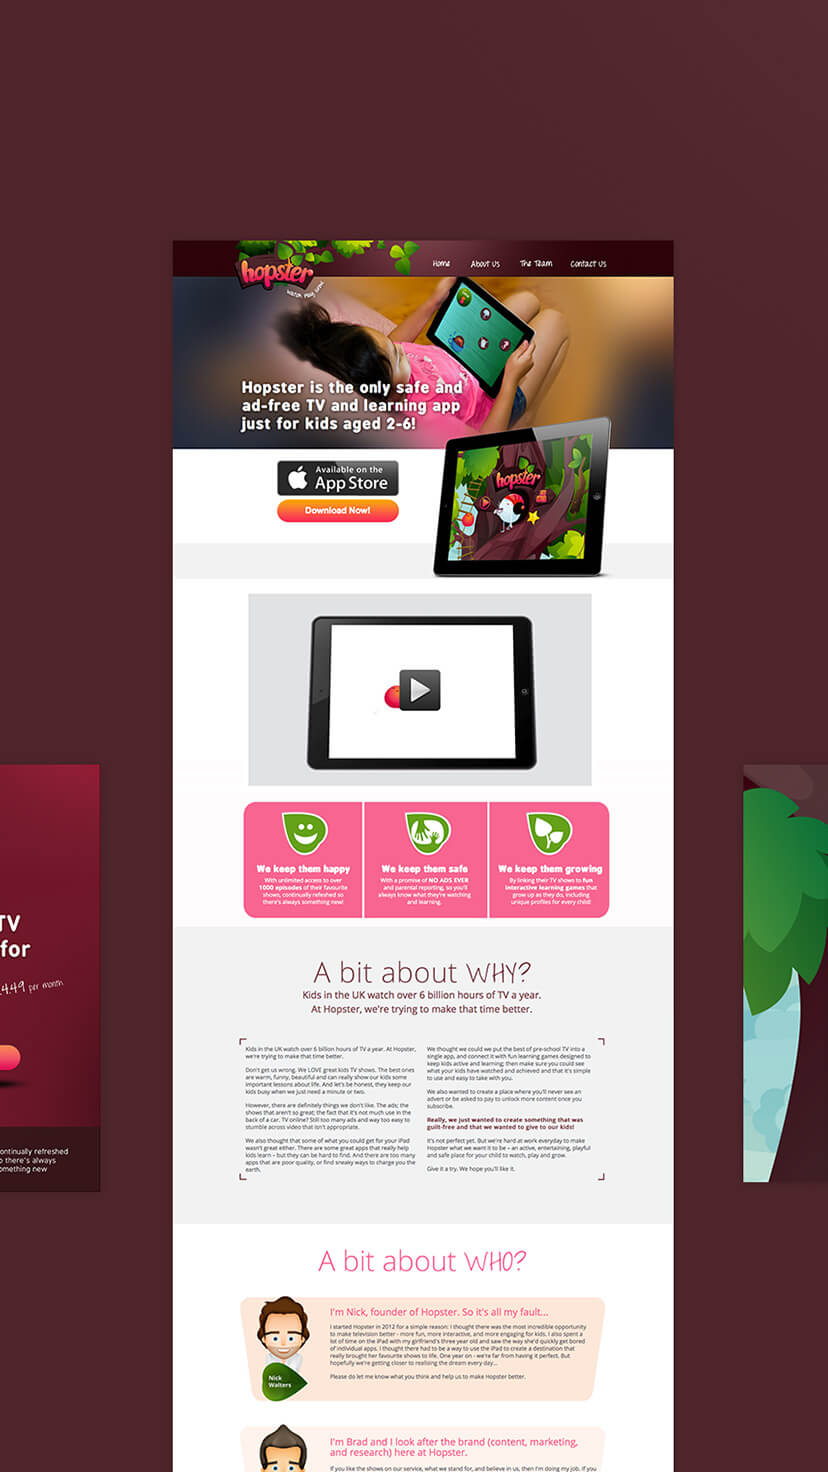 hopster
watch play grow
Home About Us The Team Contact Us
Hopster is the only safe and
ad-free TV and learning app
just for kids aged 2-6!
Available on the
App Store
Download Now!
hopster
We keep them happy
With unlimited access to over
1000 episodes of their favourite
shows, continually refreshed so
there's always something new!
We keep them safe
With a promise of NO ADS EVER
and parental reporting, so you'll
always know what they're watching
and learning.
We keep them growing
By linking their TV shows to fun
interactive learning games that
grow up as they do, including
unique profiles for every child!
TV
for
4.49 per month
continually refreshed
o there's always
omething new
A bit about WHY?
Kids in the UK watch over 6 billion hours of TV a year.
At Hopster, we're trying to make that time better.
Kids in the UK watch over 6 billion hours of TV a year. At Hopster,
we're trying to make that time better.
Don't get us wrong. We LOVE great kids TV shows. The best ones
are warm, funny, beautiful and can really show our kids some
important lessons about life. And let's be honest, they keep our
kids busy when we just need a minute or two.
However, there are definitely things we don't like. The ads; the
shows that aren't so great; the fact that it's not much use in the
back of a car. TV online? Still too many ads and way too easy to
stumble across video that isn't appropriate.
We also thought that some of what you could get for your iPad
wasn't great either. There are some great apps that really help
kids learn – but they can be hard to find. And there are too many
apps that are poor quality, or find sneaky ways to charge you the
earth.
We thought we could we put the best of pre-school TV into a
single app, and connect it with fun learning games designed to
keep kids active and learning; then make sure you could see
what your kids have watched and achieved and that it's simple
to use and easy to take with you.
We also wanted to create a place where you'll never see an
advert or be asked to pay to unlock more content once you
subscribe.
Really, we just wanted to create something that was
guilt-free and that we wanted to give to our kids!
It's not perfect yet. But we're hard at work everyday to make
Hopster what we want it to be – an active, entertaining, playful
and safe place for your child to watch, play and grow.
Give it a try. We hope you'll like it.
A bit about WHO?
I'm Nick, founder of Hopster. So it's all my fault...
I started Hopster in 2012 for a simple reason: I thought there was the most incredible opportunity
to make television better - more fun, more interactive, and more engaging for kids. I also spent a
lot of time on the iPad with my girlfriend's three year old and saw the way she'd quickly get bored
of individual apps. I thought there had to be a way to use the iPad to create a destination that
really brought her favourite shows to life. One year on - we're far from having it perfect. But
hopefully we're getting closer to realising the dream every day...
Please do let me know what you think and help us to make Hopster better.
Nick
Walters
I'm Brad and I look after the brand (content, marketing,
and research) here at Hopster.
If you like the shows on our service, what we stand for, and believe in us, then I'm doing my job. If you